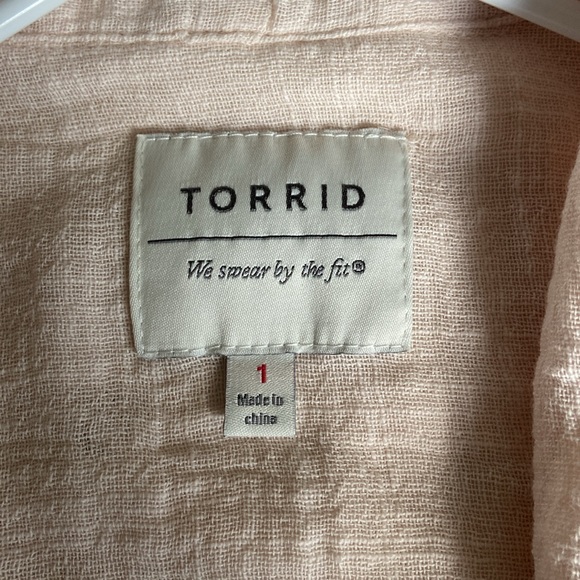 TORRID
We swear by the fit®
1
Made in
china